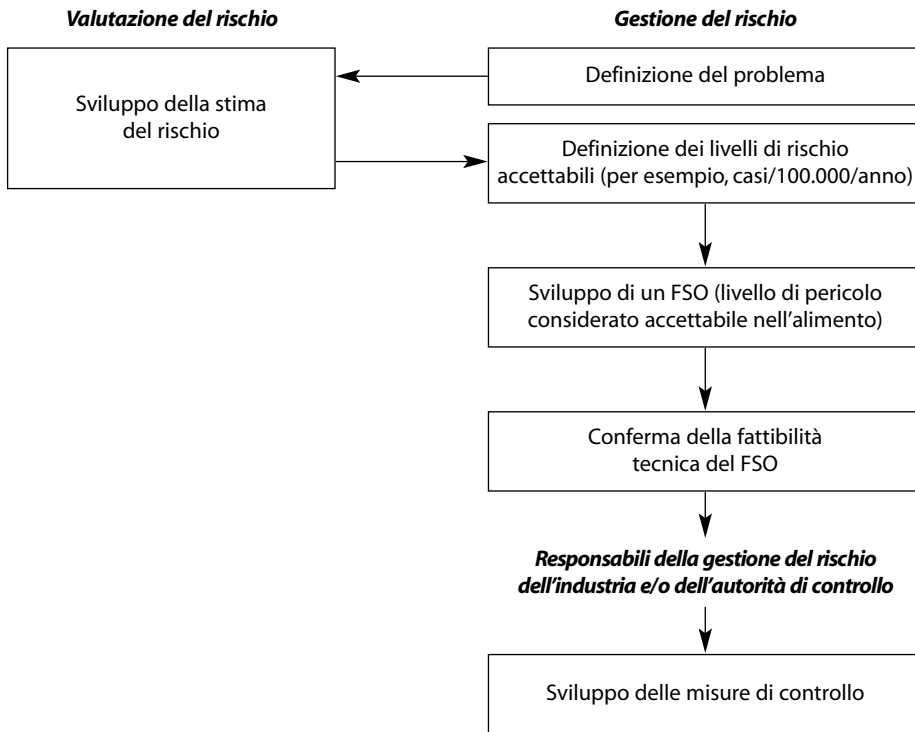 Valutazione del rischio
Gestione del rischio
Definizione del problema
Sviluppo della stima
del rischio
Definizione dei livelli di rischio
accettabili (per esempio, casi/100.000/anno)
Sviluppo di un FSO (livello di pericolo
considerato accettabile nell'alimento)
Conferma della fattibilità
tecnica del FSO
Responsabili della gestione del rischio
dell'industria e/o dell'autorità di controllo
Sviluppo delle misure di controllo